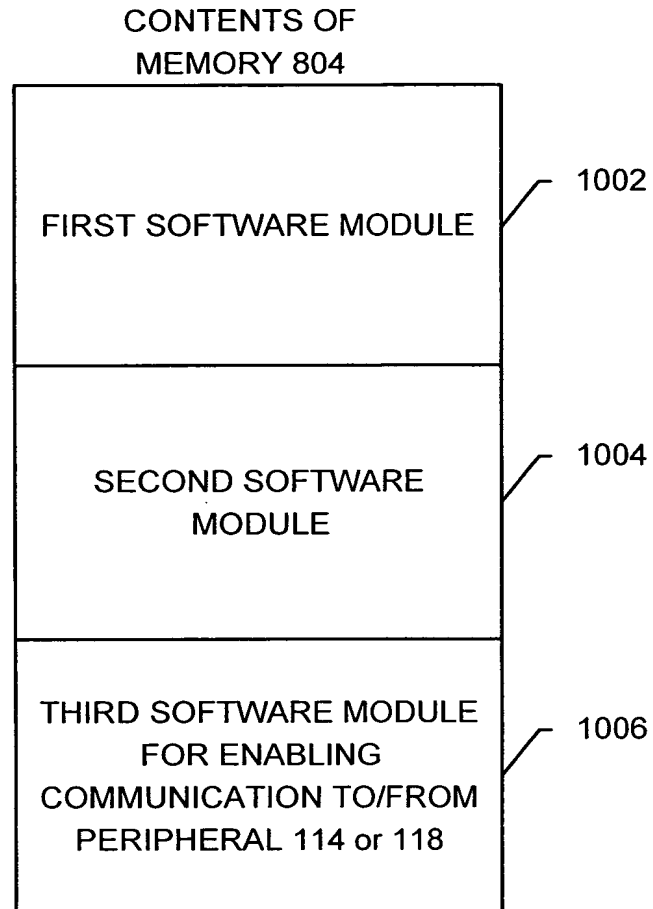 CONTENTS OF
MEMORY 804
FIRST SOFTWARE MODULE
1002
SECOND SOFTWARE
MODULE
1004
THIRD SOFTWARE MODULE
FOR ENABLING
COMMUNICATION TO/FROM
PERIPHERAL 114 or 118
1006